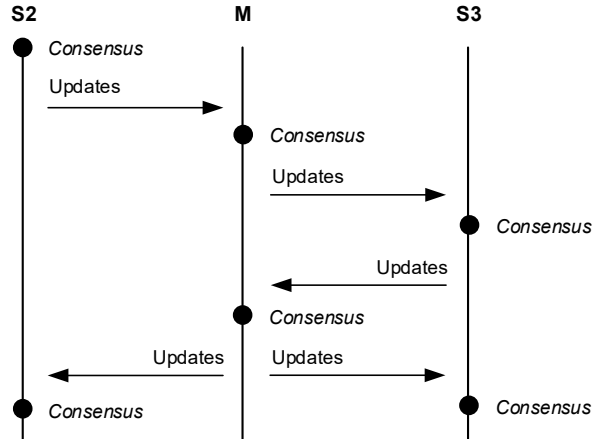 S2 M S3
Consensus
Updates
Consensus
Updates
Consensus
Updates
Consensus
Updates Updates
Consensus Consensus